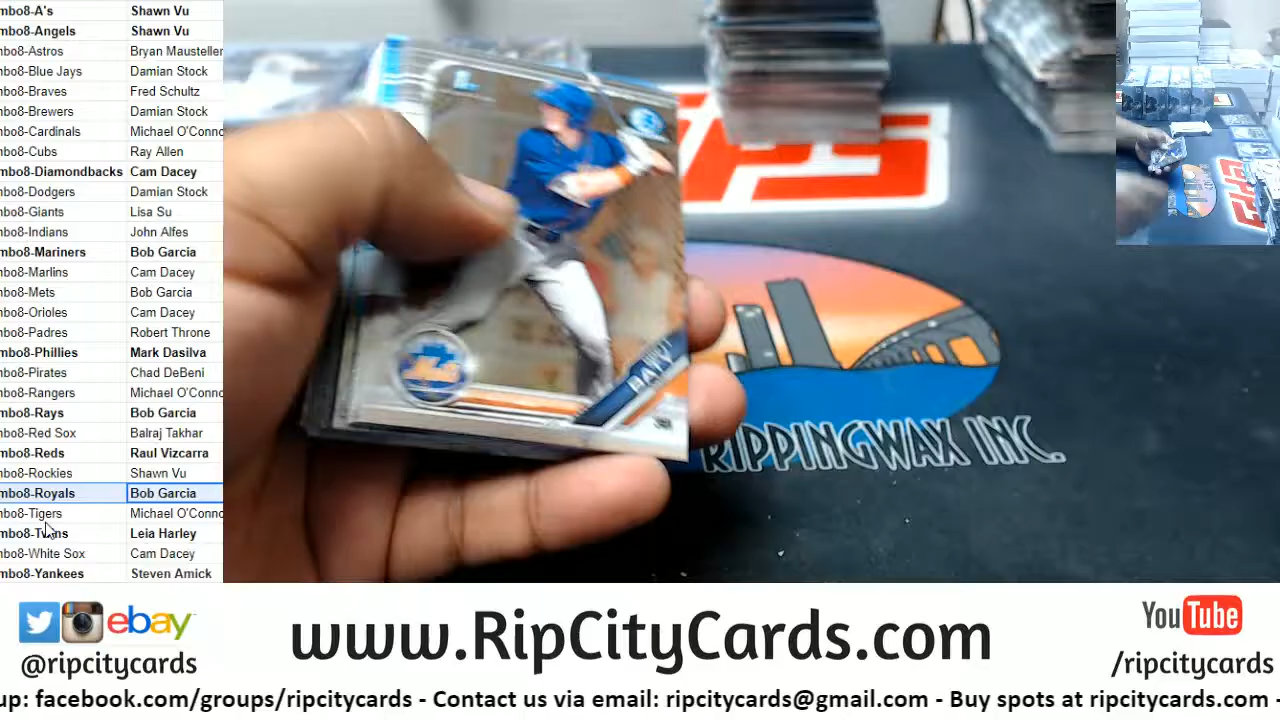 mbo8-A's Shawn Vu
mbo8-Angels Shawn Vu
mbo8-Astros Bryan Mausteller
mbo8-Blue Jays Damian Stock
mbo8-Braves Fred Schultz
mbo8-Brewers Damian Stock
mbo8-Cardinals Michael O'Conno
mbo8-Cubs Ray Allen
mbo8-Diamondbacks Cam Dacey
mbo8-Dodgers Damian Stock
mbo8-Giants Lisa Su
mbo8-Indians John Alfes
mbo8-Mariners Bob Garcia
mbo8-Marlins Cam Dacey
mbo8-Mets Bob Garcia
mbo8-Orioles Cam Dacey
mbo8-Padres Robert Throne
mbo8-Phillies Mark Dasilva
mbo8-Pirates Chad DeBeni
mbo8-Rangers Michael O'Conno
mbo8-Rays Bob Garcia
mbo8-Red Sox Balraj Takhar
mbo8-Reds Raul Vizcarra
mbo8-Rockies Shawn Vu
mbo8-Royals Bob Garcia
mbo8-Tigers Michael O'Conno
mbo8-Twins Leia Harley
mbo8-White Sox Cam Dacey
mbo8-Yankees Steven Amick
Mets
BATY
RIPPINGWAX INC.
ebay
@ripcitycards
www.RipCityCards.com
YouTube
/ripcitycards
up: facebook.com/groups/ripcitycards - Contact us via email: ripcitycards@gmail.com - Buy spots at ripcitycards.com -